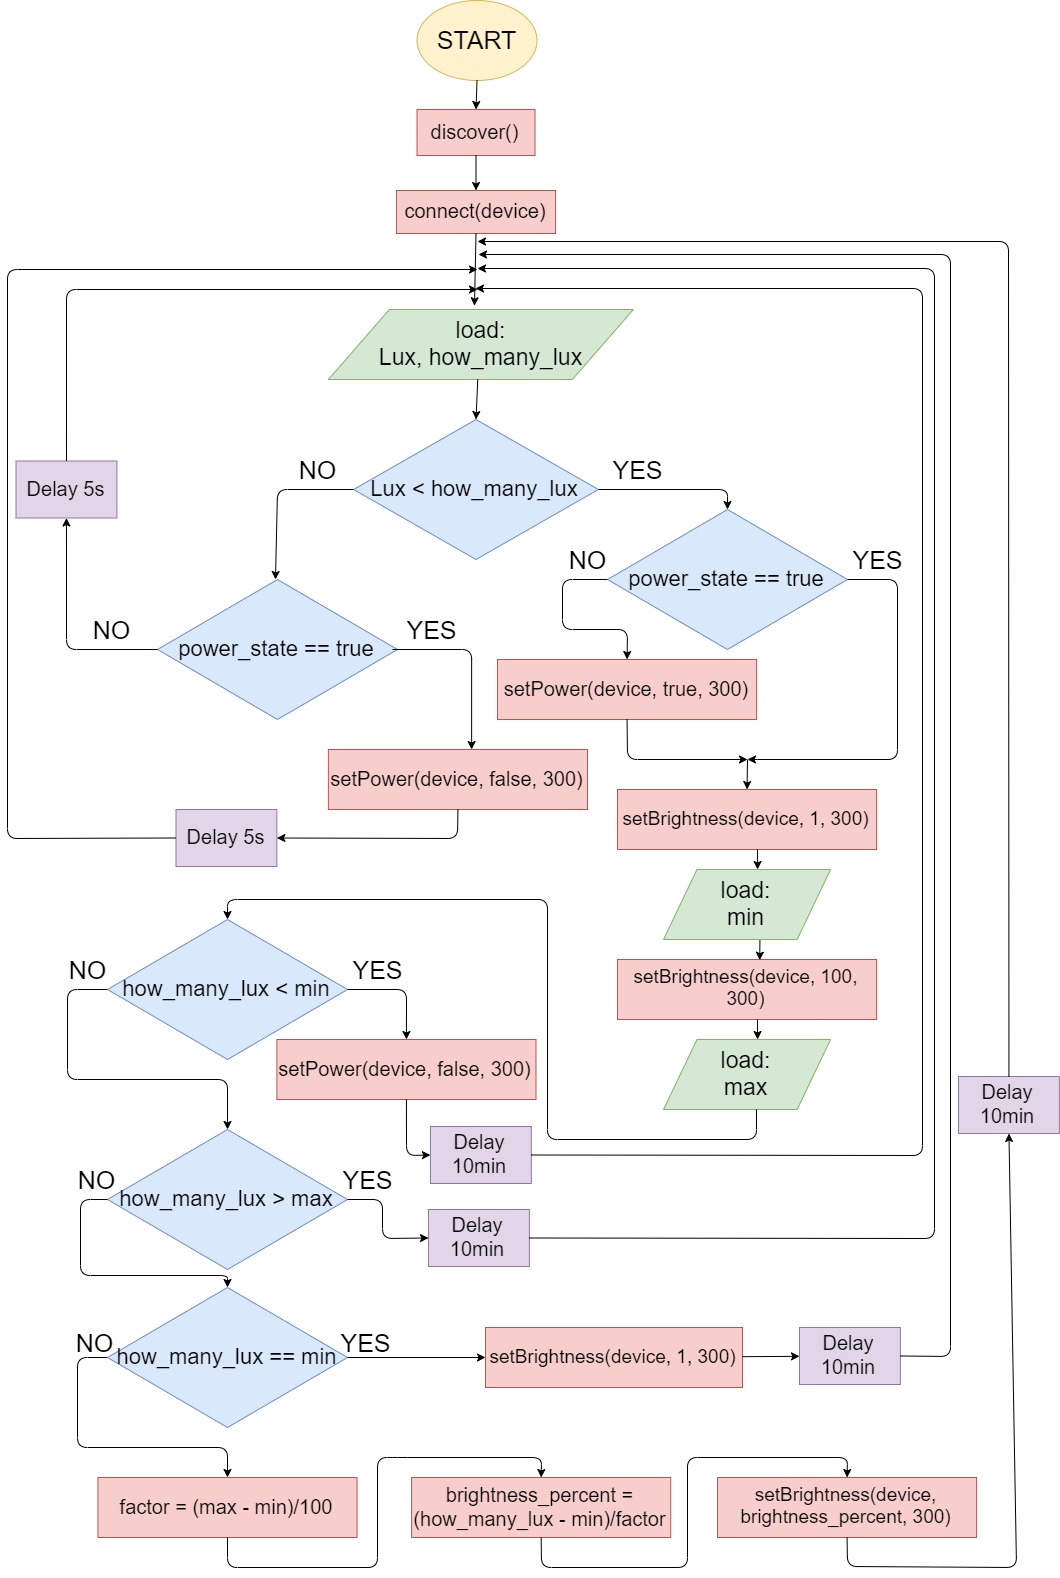 START
discover()
connect(device)
load:
Lux, how_many_lux
NO
YES
Lux < how_many_lux
Delay 5s
NO
YES
power_state == true
NO
YES
power_state == true
setPower(device, true, 300)
setPower(device, false, 300)
setBrightness(device, 1, 300)
Delay 5s
load:
min
NO
YES
how_many_lux < min
setBrightness(device, 100,
300)
setPower(device, false, 300)
load:
max
Delay
10min
Delay
10min
NO
YES
how_many_lux > max
Delay
10min
NO
YES
how_many_lux == min
setBrightness(device, 1, 300)
Delay
10min
factor = (max - min)/100
brightness_percent =
(how_many_lux - min)/factor
setBrightness(device,
brightness_percent, 300)